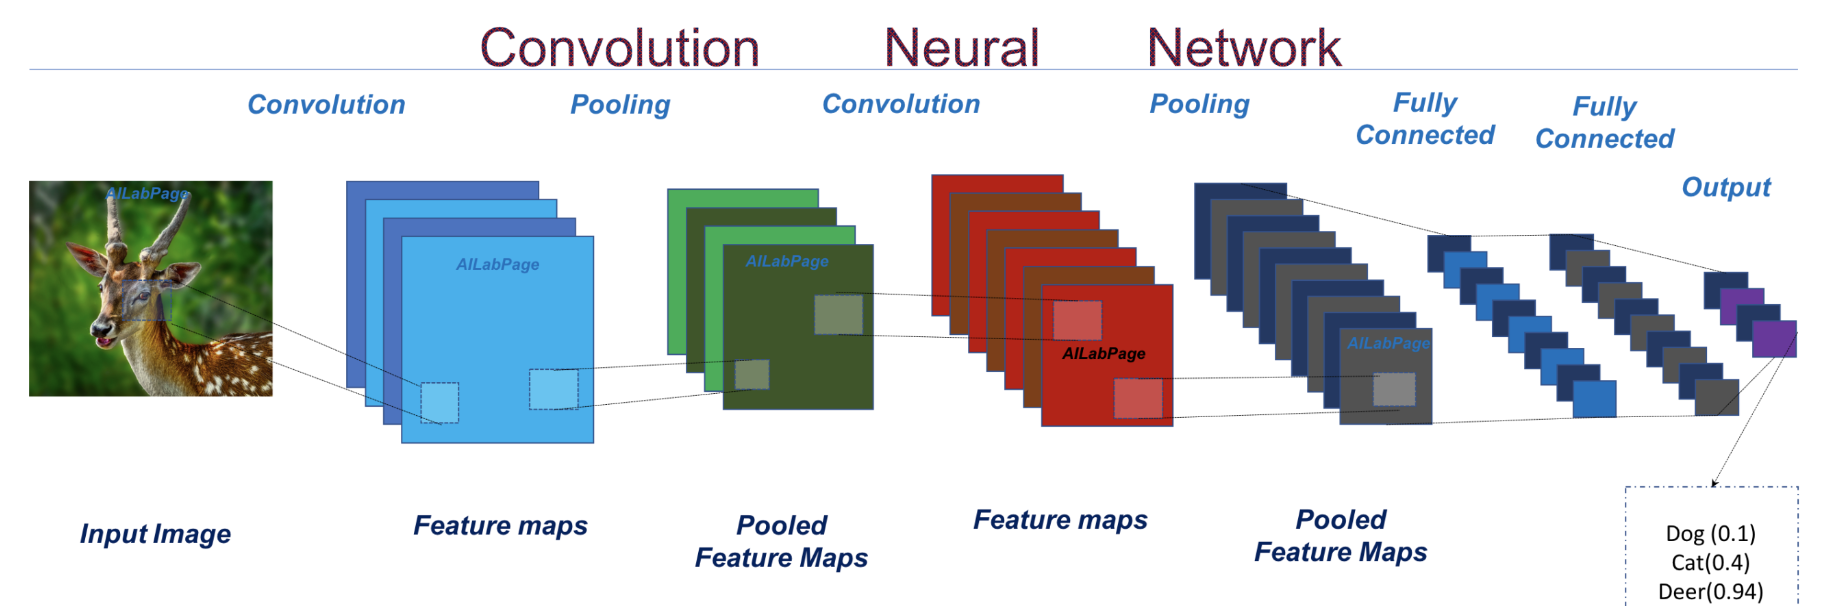 Convolution Neural Network
Convolution
Pooling
Convolution
Pooling
Fully
Connected
Fully
Connected
Output
AILabPage
AILabPage
AILabPage
AILabPage
AILabPage
Input Image
Feature maps
Pooled
Feature Maps
Feature maps
Pooled
Feature Maps
Dog (0.1)
Cat(0.4)
Deer(0.94)